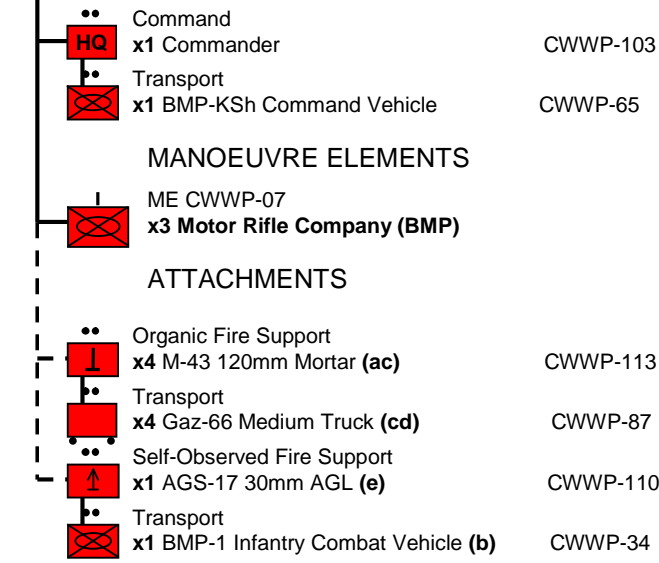 Command
HQ x1 Commander CWWP-103
Transport
x1 BMP-KSh Command Vehicle CWWP-65
MANOEUVRE ELEMENTS
ME CWWP-07
x3 Motor Rifle Company (BMP)
ATTACHMENTS
Organic Fire Support
x4 M-43 120mm Mortar (ac) CWWP-113
Transport
x4 Gaz-66 Medium Truck (cd) CWWP-87
Self-Observed Fire Support
x1 AGS-17 30mm AGL (e) CWWP-110
Transport
x1 BMP-1 Infantry Combat Vehicle (b) CWWP-34